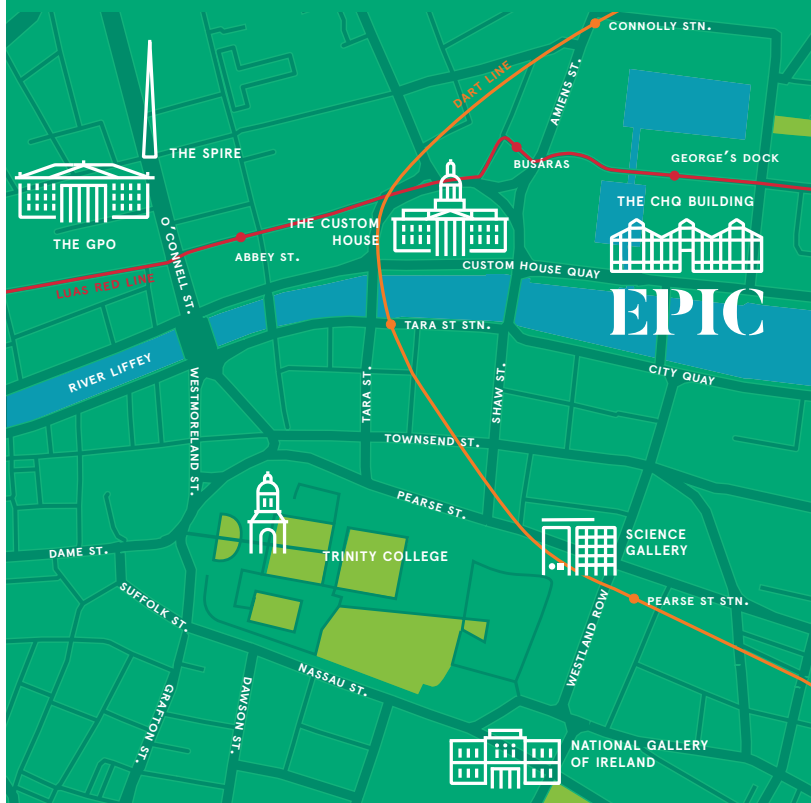 CONNOLLY STN.
DART LINE
AMIENS ST.
THE SPIRE
BUSÁRAS
GEORGE'S DOCK
THE CHQ BUILDING
THE GPO
O'CONNELL ST.
THE CUSTOM
HOUSE
ABBEY ST.
CUSTOM HOUSE QUAY
LUAS RED LINE
EPIC
TARA ST STN.
RIVER LIFFEY
WESTMORELAND ST.
TARA ST.
SHAW ST.
CITY QUAY
TOWNSEND ST.
PEARSE ST.
SCIENCE
GALLERY
DAME ST.
TRINITY COLLEGE
SUFFOLK ST.
PEARSE ST STN.
WESTLAND ROW
NASSAU ST.
GRAFTON ST.
DAWSON ST.
NATIONAL GALLERY
OF IRELAND